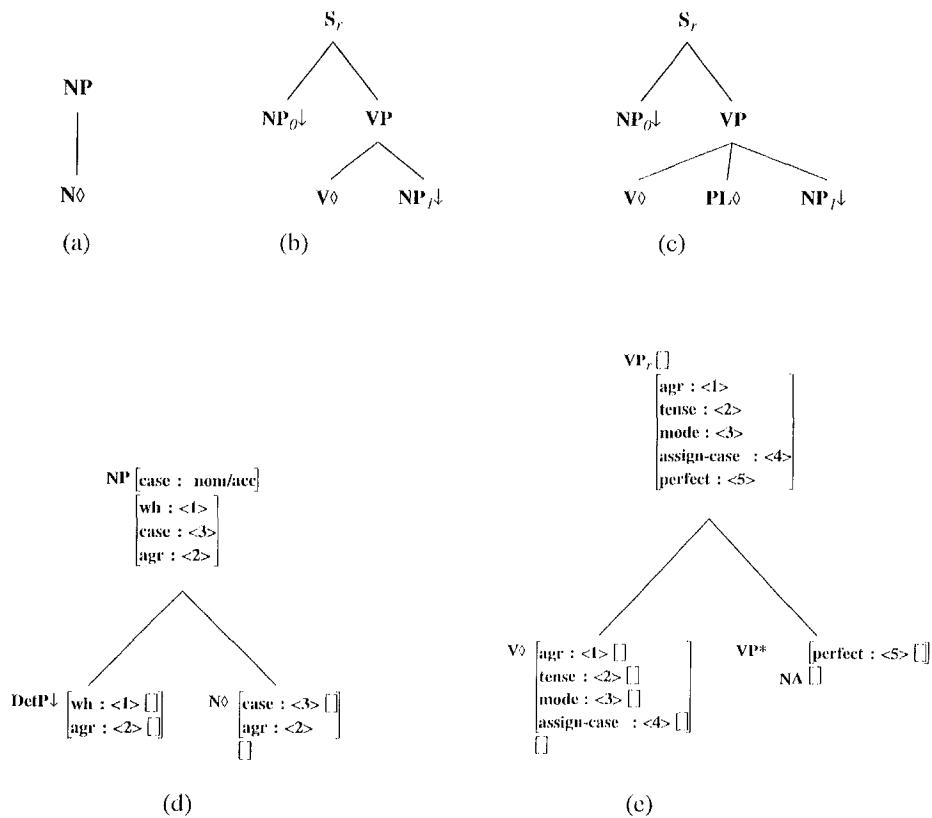 NP
N◊
(a)
S_r
NP_0↓ VP
V◊ NP_1↓
(b)
S_r
NP_0↓ VP
V◊ PL◊ NP_1↓
(c)
NP [case : nom/acc]
[wh : <1>
case : <3>
agr : <2>]
DetP↓ [wh : <1> []
agr : <2> []]
N◊ [case : <3> []
agr : <2>]
[]
(d)
VP_r []
[agr : <1>
tense : <2>
mode : <3>
assign-case : <4>
perfect : <5>]
V◊ [agr : <1> []
tense : <2> []
mode : <3> []
assign-case : <4> []]
[]
VP* [perfect : <5> []]
NA []
(e)